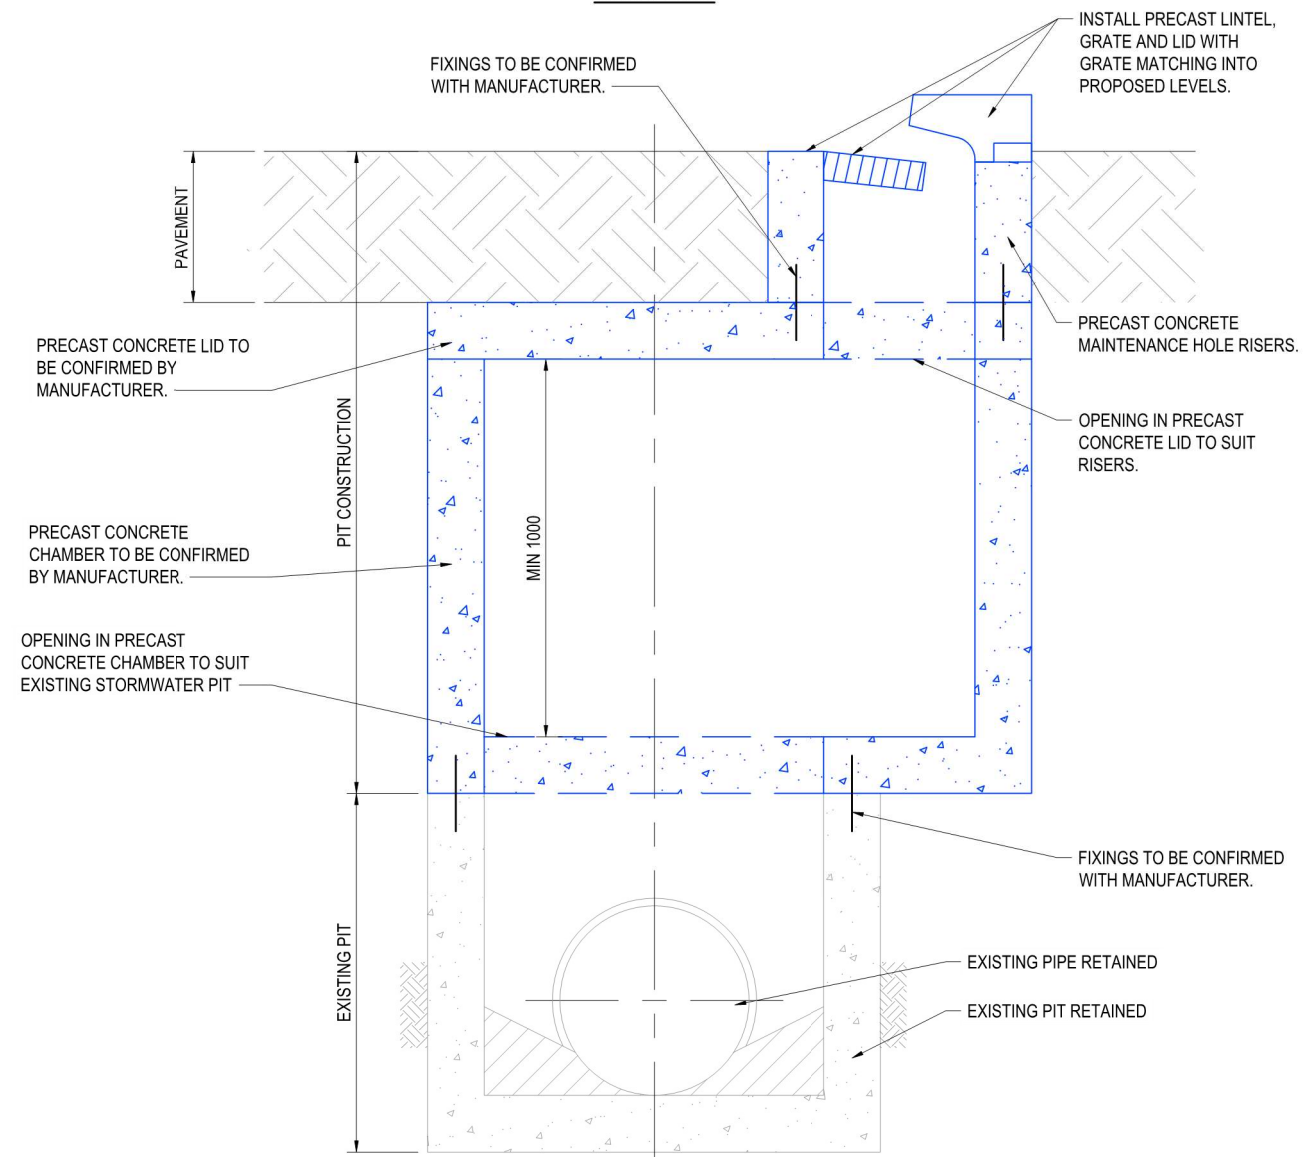 INSTALL PRECAST LINTEL,
GRATE AND LID WITH
GRATE MATCHING INTO
PROPOSED LEVELS.
FIXINGS TO BE CONFIRMED
WITH MANUFACTURER.
PAVEMENT
PRECAST CONCRETE LID TO
BE CONFIRMED BY
MANUFACTURER.
PRECAST CONCRETE
MAINTENANCE HOLE RISERS.
OPENING IN PRECAST
CONCRETE LID TO SUIT
RISERS.
PIT CONSTRUCTION
MIN 1000
PRECAST CONCRETE
CHAMBER TO BE CONFIRMED
BY MANUFACTURER.
OPENING IN PRECAST
CONCRETE CHAMBER TO SUIT
EXISTING STORMWATER PIT
FIXINGS TO BE CONFIRMED
WITH MANUFACTURER.
EXISTING PIT
EXISTING PIPE RETAINED
EXISTING PIT RETAINED